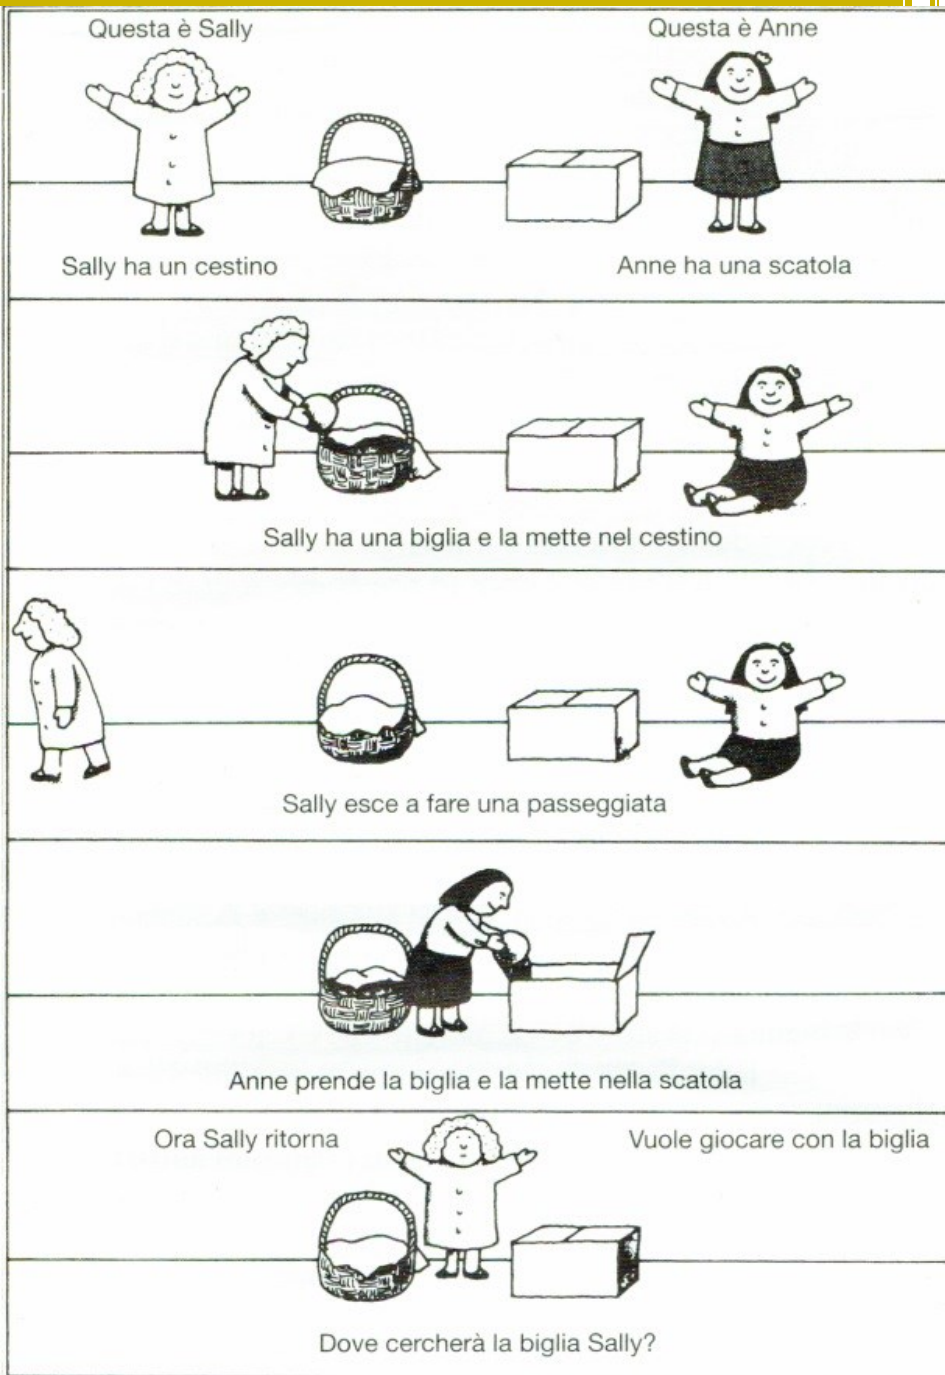 Questa è Sally
Questa è Anne
Sally ha un cestino
Anne ha una scatola
Sally ha una biglia e la mette nel cestino
Sally esce a fare una passeggiata
Anne prende la biglia e la mette nella scatola
Ora Sally ritorna
Vuole giocare con la biglia
Dove cercherà la biglia Sally?